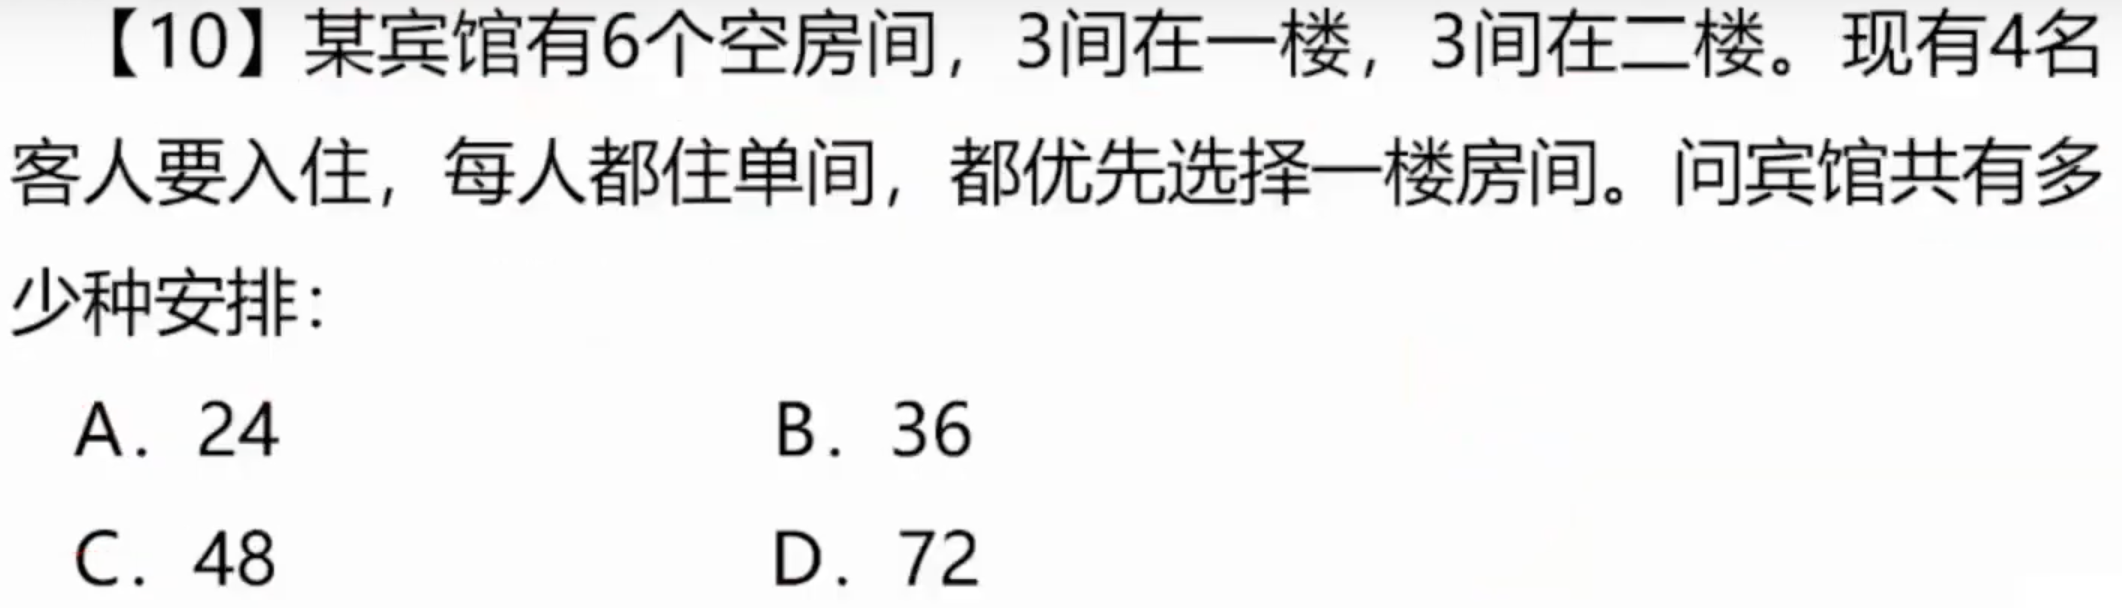 【10】某宾馆有6个空房间，3间在一楼，3间在二楼。现有4名
客人要入住，每人都住单间，都优先选择一楼房间。问宾馆共有多
少种安排：
A．24 B．36
C．48 D．72